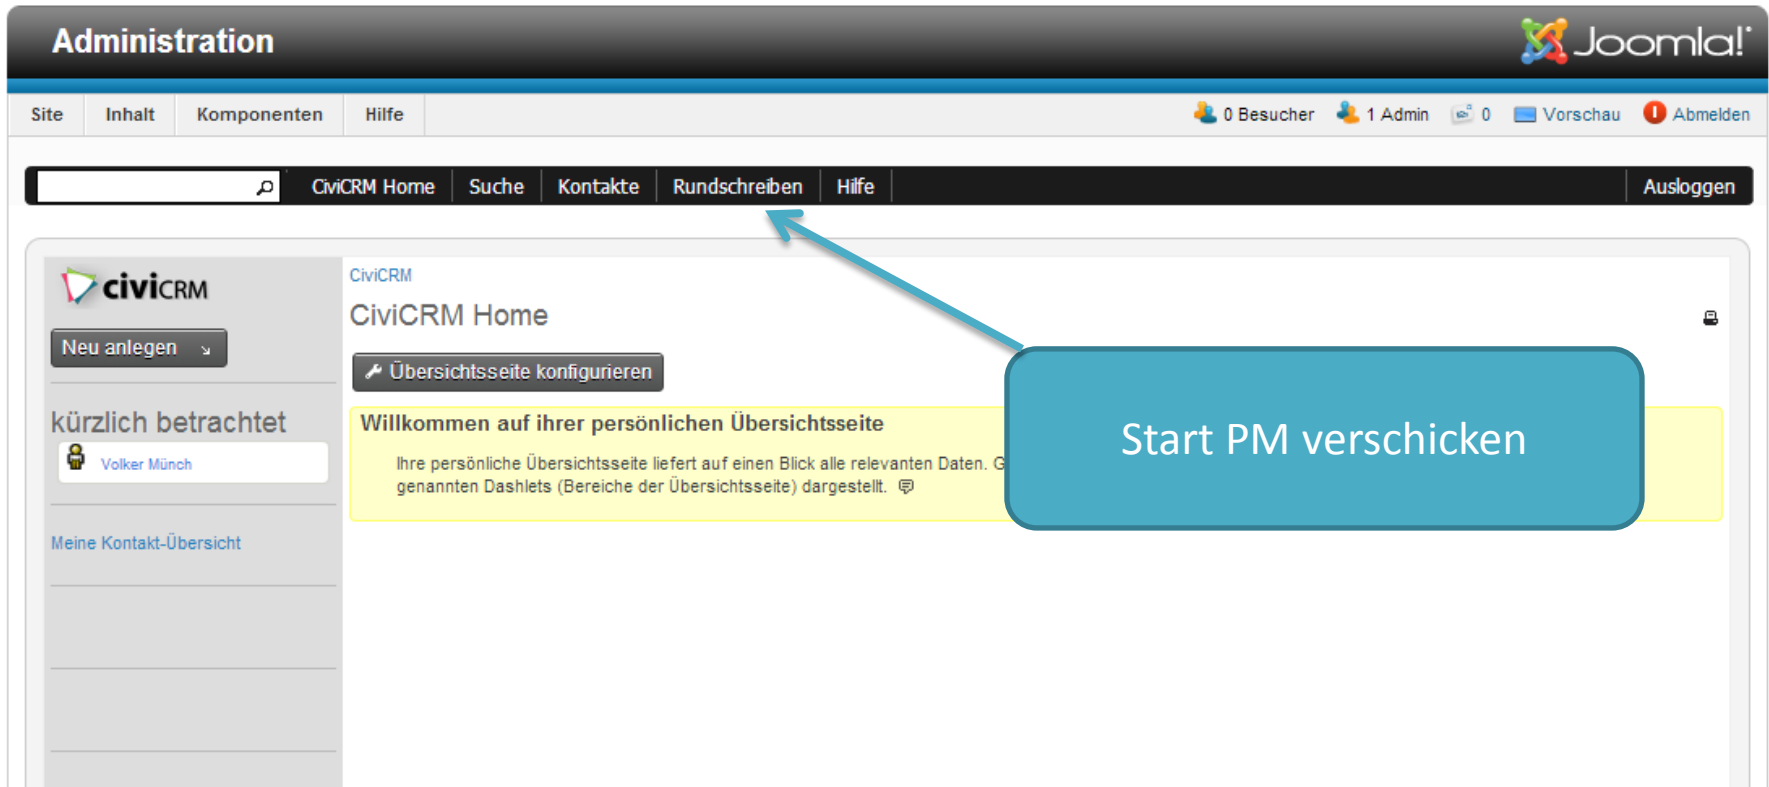 Administration
Joomla!
Site Inhalt Komponenten Hilfe 0 Besucher 1 Admin 0 Vorschau Abmelden
CiviCRM Home Suche Kontakte Rundschreiben Hilfe Ausloggen
civiCRM
CiviCRM
CiviCRM Home
Neu anlegen
Übersichtsseite konfigurieren
kürzlich betrachtet
Volker Münch
Meine Kontakt-Übersicht
Willkommen auf ihrer persönlichen Übersichtsseite
Ihre persönliche Übersichtsseite liefert auf einen Blick alle relevanten Daten. G
genannten Dashlets (Bereiche der Übersichtsseite) dargestellt.
Start PM verschicken